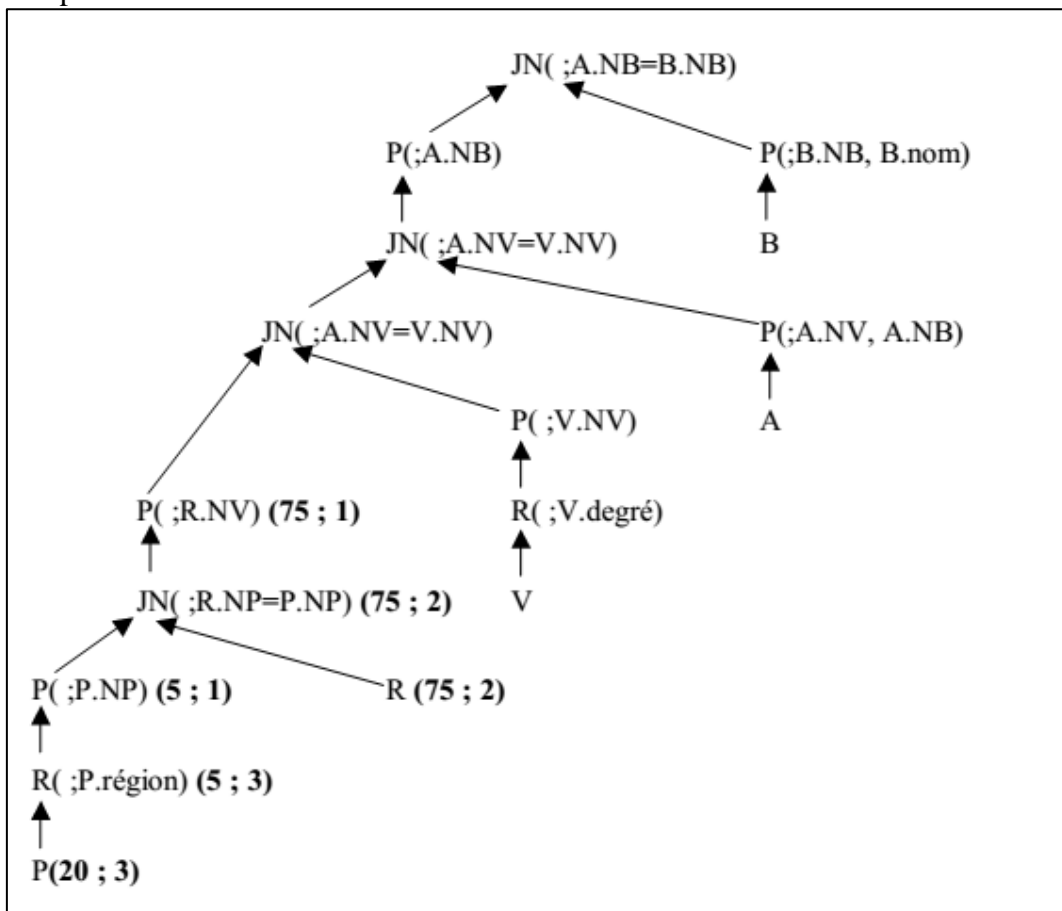 JN( ;A.NB=B.NB)
P(;A.NB)
P(;B.NB, B.nom)
JN( ;A.NV=V.NV)
B
JN( ;A.NV=V.NV)
P(;A.NV, A.NB)
P( ;V.NV)
A
P( ;R.NV) (75 ; 1)
R( ;V.degré)
JN( ;R.NP=P.NP) (75 ; 2)
V
P( ;P.NP) (5 ; 1)
R (75 ; 2)
R( ;P.région) (5 ; 3)
P(20 ; 3)